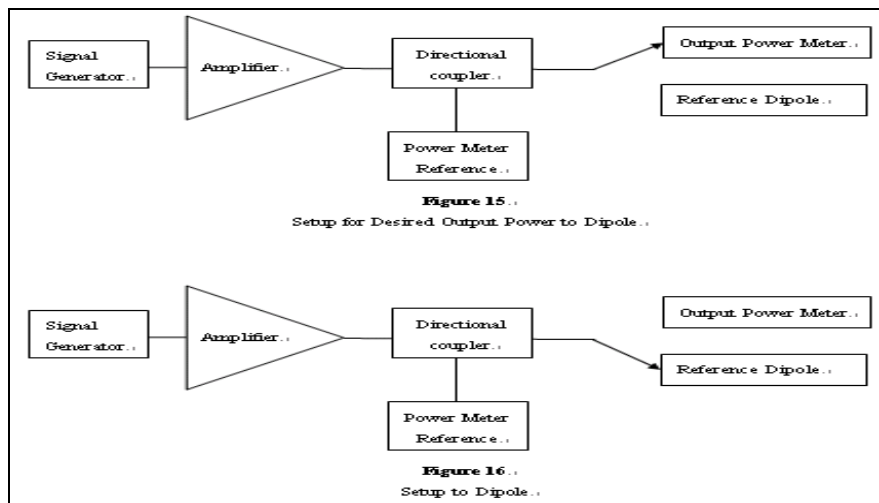 Signal
Generator.
Amplifier.
Directional
coupler.
Output Power Meter.
Reference Dipole.
Power Meter
Reference.
Figure 15.
Setup for Desired Output Power to Dipole.
Signal
Generator.
Amplifier.
Directional
coupler.
Output Power Meter.
Reference Dipole.
Power Meter
Reference.
Figure 16.
Setup to Dipole.